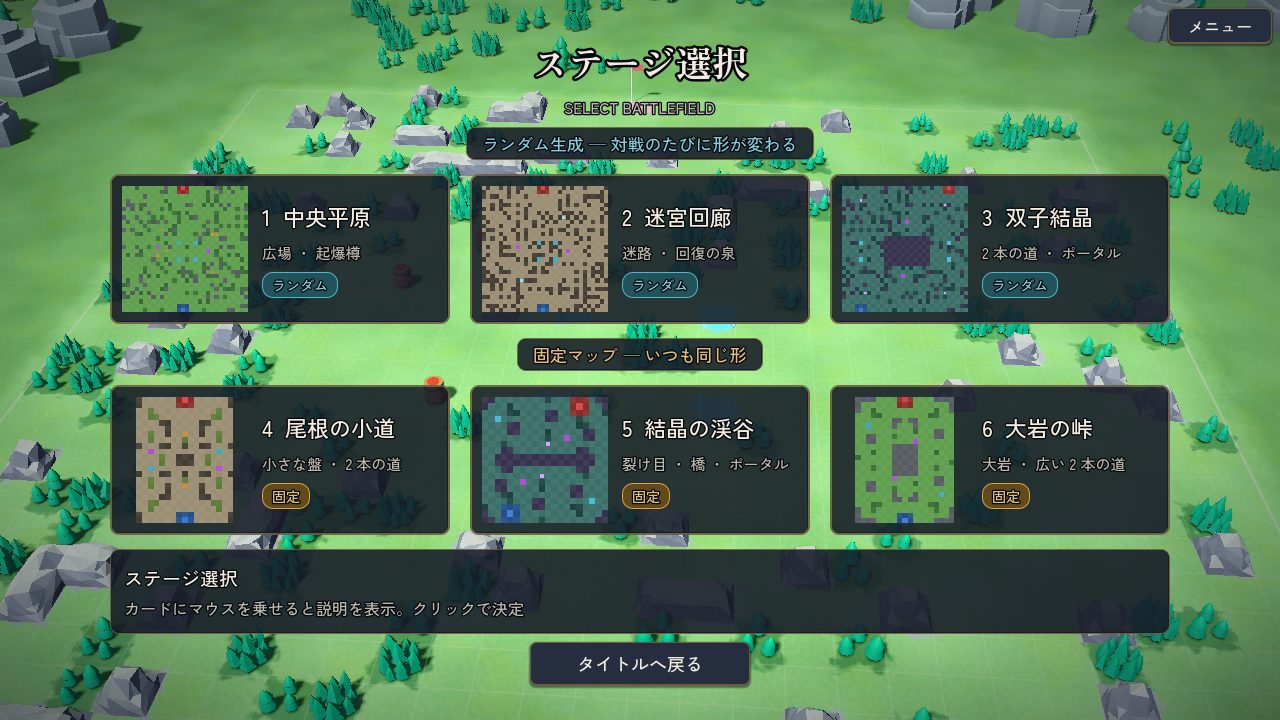 メニュー
ステージ選択
SELECT BATTLEFIELD
ランダム生成 ― 対戦のたびに形が変わる
1 中央平原
広場 ・ 起爆樽
ランダム
2 迷宮回廊
迷路 ・ 回復の泉
ランダム
3 双子結晶
2 本の道 ・ ポータル
ランダム
固定マップ ― いつも同じ形
4 尾根の小道
小さな盤 ・ 2 本の道
固定
5 結晶の渓谷
裂け目 ・ 橋 ・ ポータル
固定
6 大岩の峠
大岩 ・ 広い 2 本の道
固定
ステージ選択
カードにマウスを乗せると説明を表示。クリックで決定
タイトルへ戻る